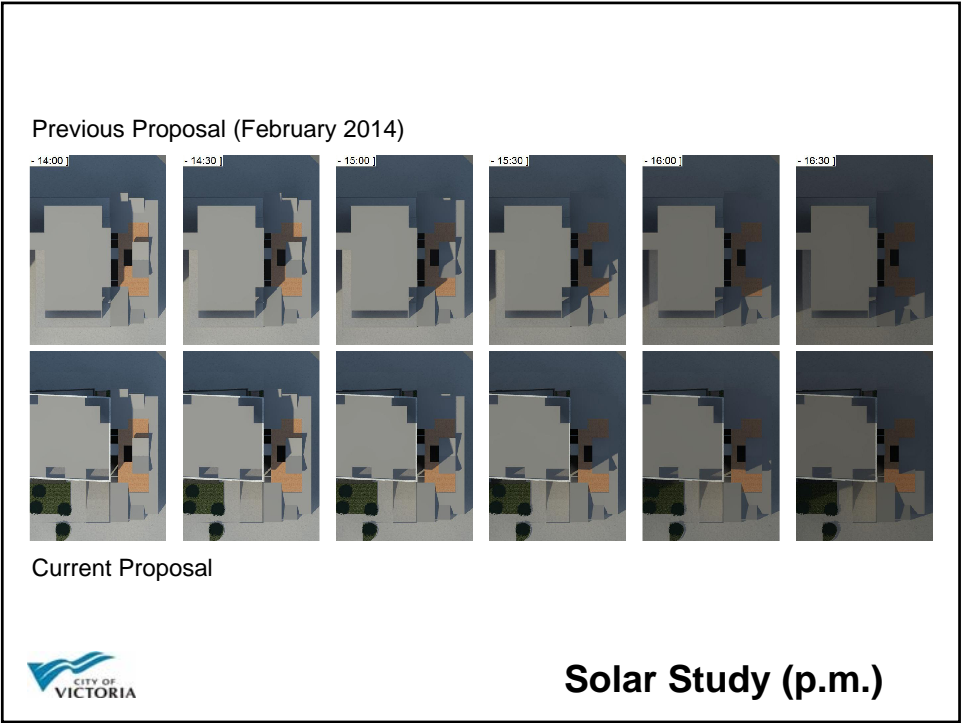 Previous Proposal (February 2014)
- 14:00 ]
- 14:30 ]
- 15:00 ]
- 15:30 ]
- 16:00 ]
- 16:30 ]
Current Proposal
CITY OF
VICTORIA
Solar Study (p.m.)